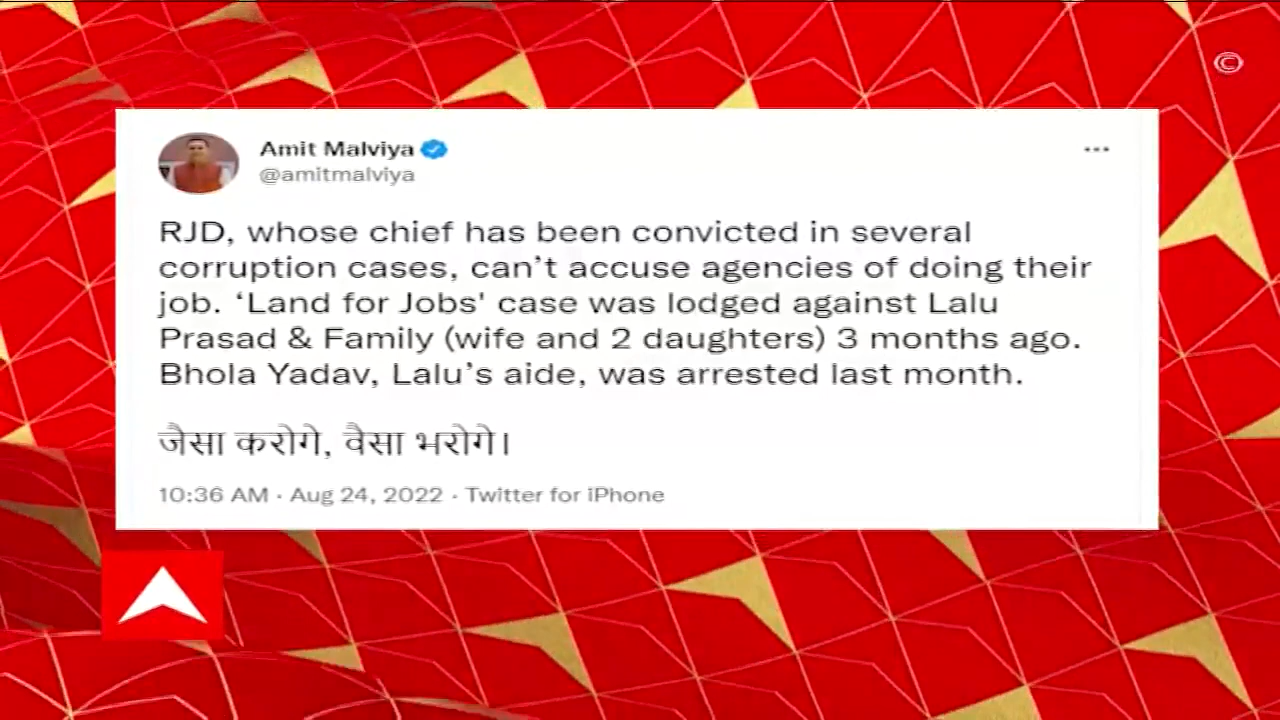 ©
Amit Malviya
@amitmalviya
RJD, whose chief has been convicted in several
corruption cases, can’t accuse agencies of doing their
job. ‘Land for Jobs' case was lodged against Lalu
Prasad & Family (wife and 2 daughters) 3 months ago.
Bhola Yadav, Lalu’s aide, was arrested last month.
जैसा करोगे, वैसा भरोगे।
10:36 AM · Aug 24, 2022 · Twitter for iPhone